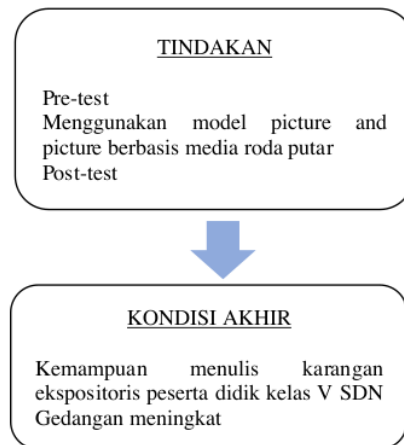 TINDAKAN
Pre-test
Menggunakan model picture and
picture berbasis media roda putar
Post-test
KONDISI AKHIR
Kemampuan menulis karangan
ekspositoris peserta didik kelas V SDN
Gedangan meningkat